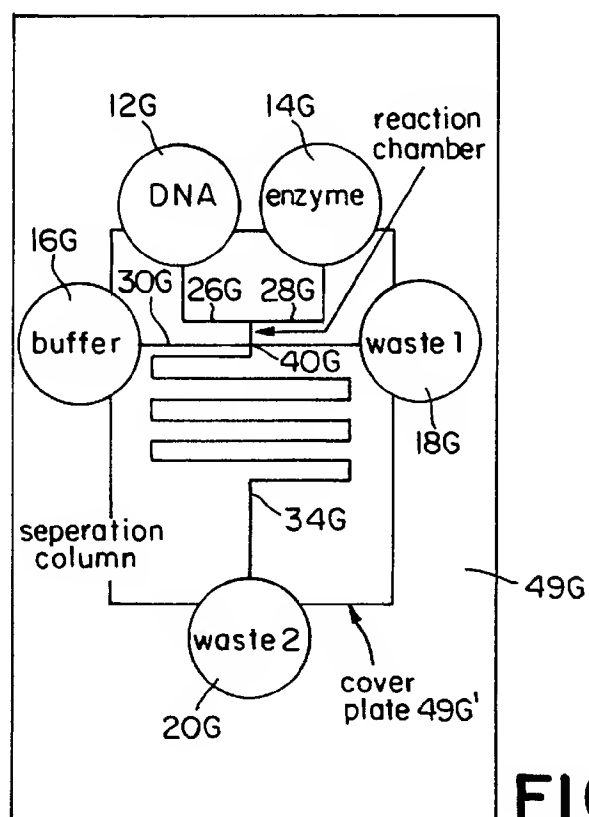 12G
14G
reaction
chamber
DNA
enzyme
16G
30G
26G
28G
buffer
waste 1
40G
18G
34G
seperation
column
49G
waste 2
cover
plate 49G'
20G